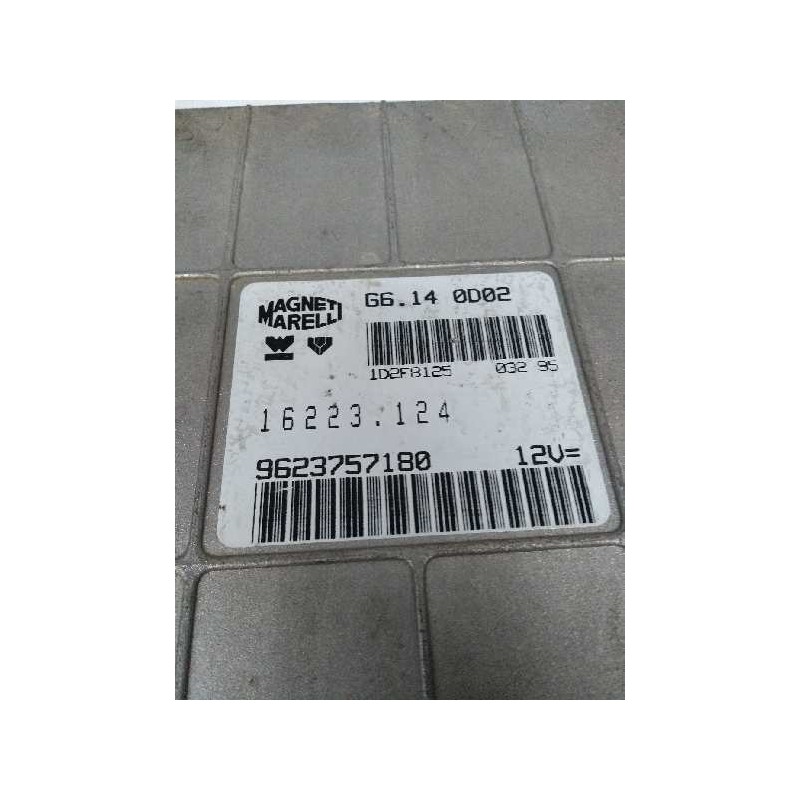 MAGNETI
MARELLI
G6.14 0D02
1D2F8125 032 95
16223.124
9623757180 12V=